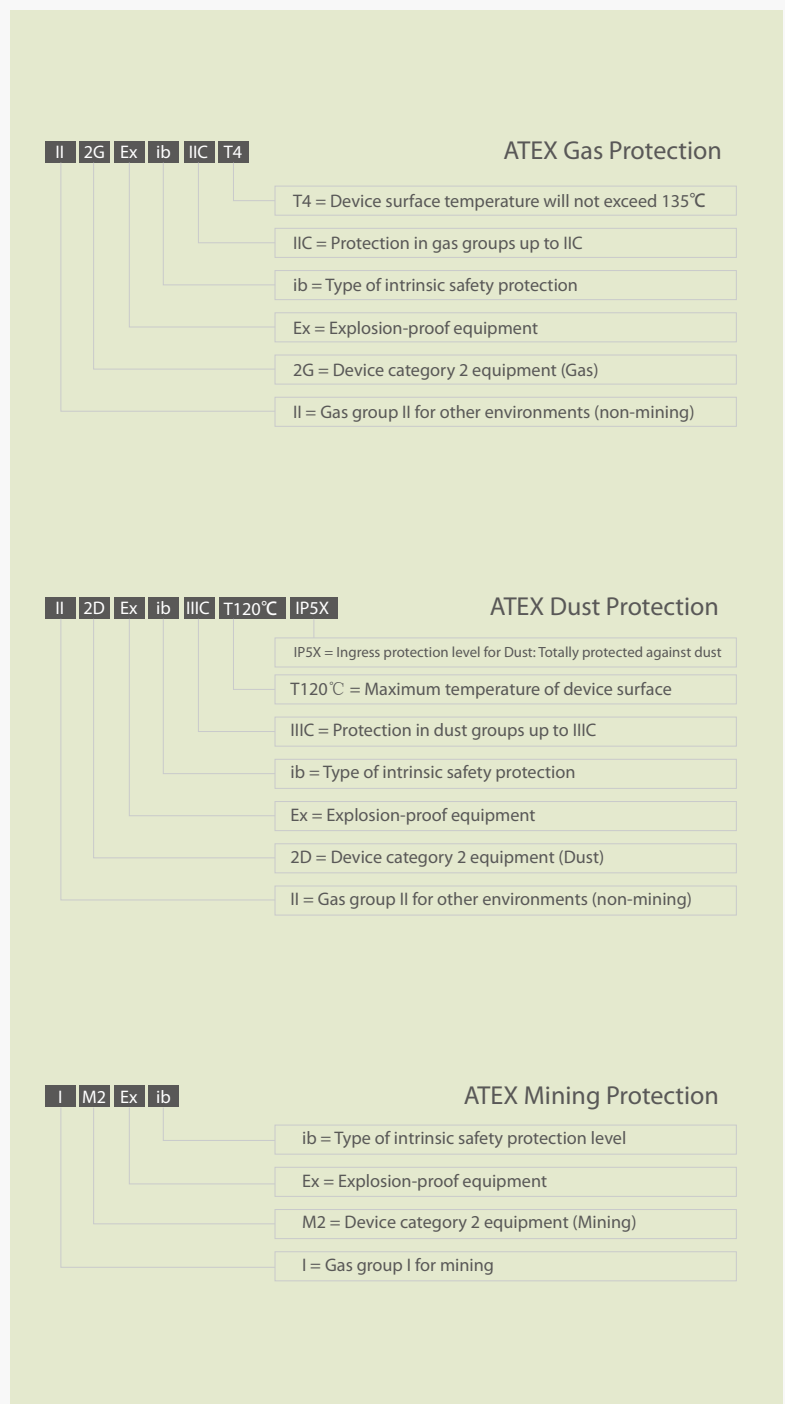 II 2G Ex ib IIC T4
ATEX Gas Protection
T4 = Device surface temperature will not exceed 135℃
IIC = Protection in gas groups up to IIC
ib = Type of intrinsic safety protection
Ex = Explosion-proof equipment
2G = Device category 2 equipment (Gas)
II = Gas group II for other environments (non-mining)
II 2D Ex ib IIIC T120℃ IP5X
ATEX Dust Protection
IP5X = Ingress protection level for Dust: Totally protected against dust
T120℃ = Maximum temperature of device surface
IIIC = Protection in dust groups up to IIIC
ib = Type of intrinsic safety protection
Ex = Explosion-proof equipment
2D = Device category 2 equipment (Dust)
II = Gas group II for other environments (non-mining)
I M2 Ex ib
ATEX Mining Protection
ib = Type of intrinsic safety protection level
Ex = Explosion-proof equipment
M2 = Device category 2 equipment (Mining)
I = Gas group I for mining